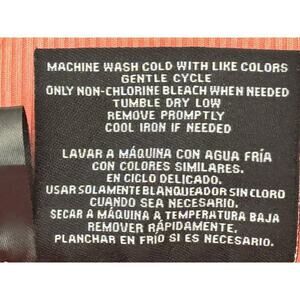 MACHINE WASH COLD WITH LIKE COLORS
GENTLE CYCLE
ONLY NON-CHLORINE BLEACH WHEN NEEDED
TUMBLE DRY LOW
REMOVE PROMPTLY
COOL IRON IF NEEDED
LAVAR A MÁQUINA CON AGUA FRÍA
CON COLORES SIMILARES.
EN CICLO DELICADO.
USAR SOLAMENTE BLANQUEADOR SIN CLORO
CUANDO SEA NECESARIO.
SECAR A MÁQUINA A TEMPERATURA BAJA
REMOVER RÁPIDAMENTE.
PLANCHAR EN FRÍO SI ES NECESARIO.